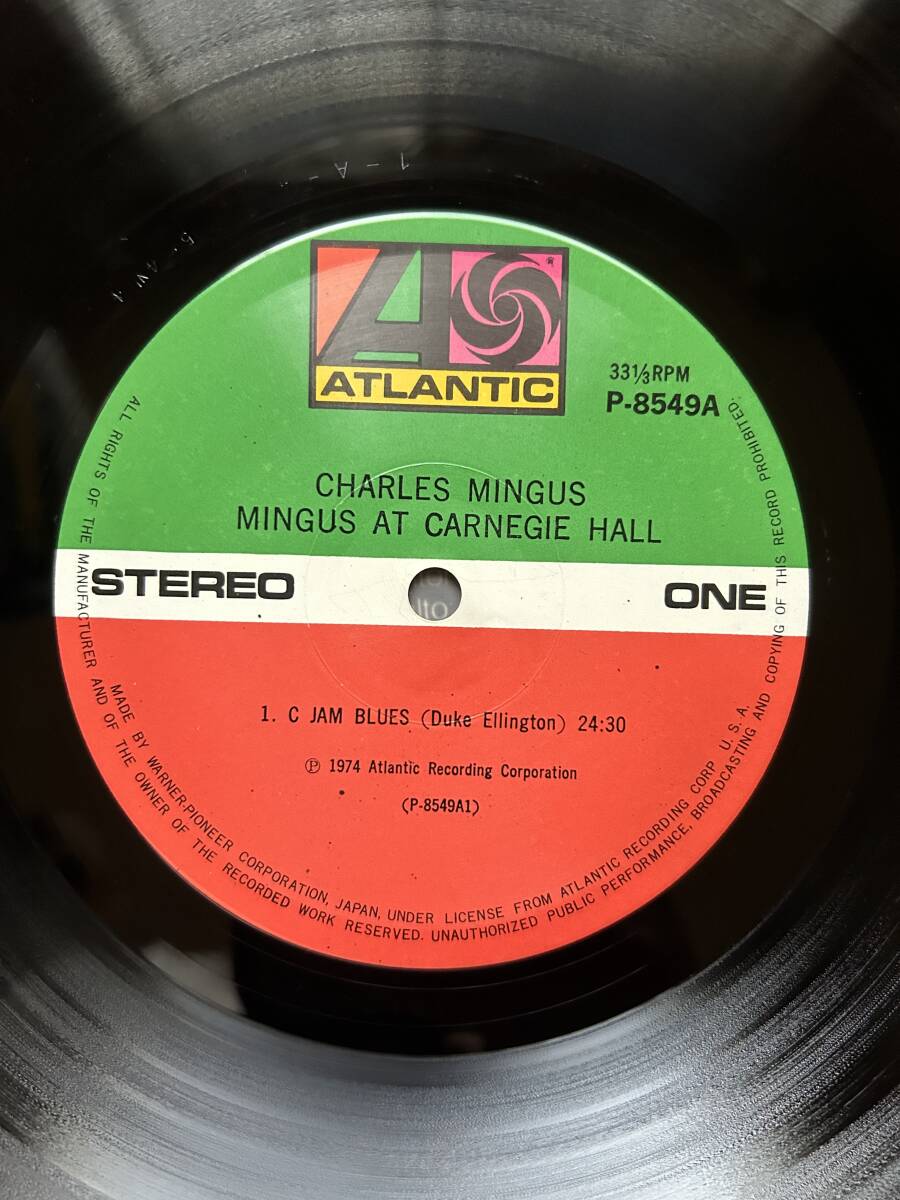 1-A-
ATLANTIC
33⅓RPM
P-8549A
CHARLES MINGUS
MINGUS AT CARNEGIE HALL
STEREO
ONE
1. C JAM BLUES (Duke Ellington) 24:30
℗ 1974 Atlantic Recording Corporation
(P-8549A1)
ALL RIGHTS OF THE MANUFACTURER AND OF THE OWNER OF THE RECORDED WORK RESERVED. UNAUTHORIZED PUBLIC PERFORMANCE, BROADCASTING AND COPYING OF THIS RECORD PROHIBITED.
MADE BY WARNER-PIONEER CORPORATION, JAPAN, UNDER LICENSE FROM ATLANTIC RECORDING CORP U.S.A.